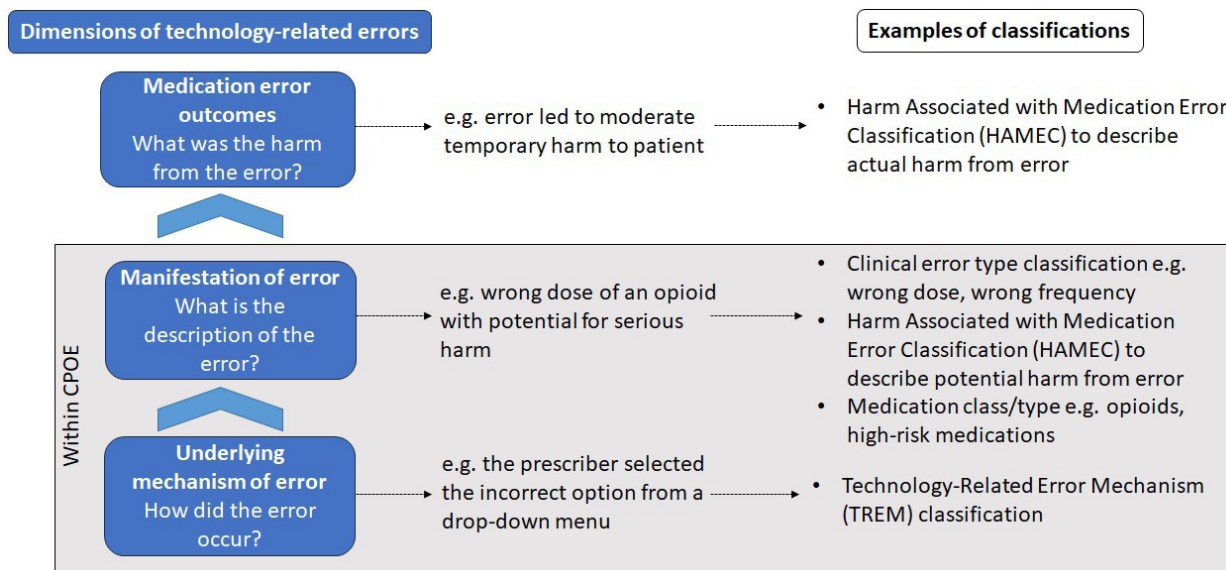 Dimensions of technology-related errors
Examples of classifications
Medication error
outcomes
What was the harm
from the error?
e.g. error led to moderate
temporary harm to patient
• Harm Associated with Medication Error
Classification (HAMEC) to describe
actual harm from error
Within CPOE
Manifestation of error
What is the
description of the
error?
e.g. wrong dose of an opioid
with potential for serious
harm
• Clinical error type classification e.g.
wrong dose, wrong frequency
• Harm Associated with Medication
Error Classification (HAMEC) to
describe potential harm from error
• Medication class/type e.g. opioids,
high-risk medications
Underlying
mechanism of error
How did the error
occur?
e.g. the prescriber selected
the incorrect option from a
drop-down menu
• Technology-Related Error Mechanism
(TREM) classification